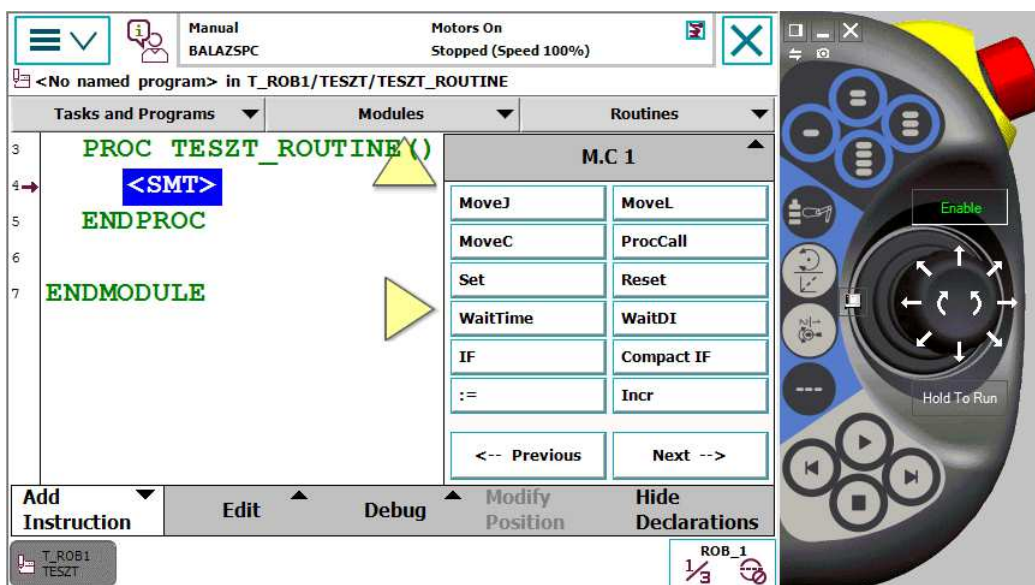 Manual
BALAZSPC
Motors On
Stopped (Speed 100%)
<No named program> in T_ROB1/TESZT/TESZT_ROUTINE
Tasks and Programs
Modules
Routines
3 PROC TESZT_ROUTINE()
4 <SMT>
5 ENDPROC
6
7 ENDMODULE
M.C 1
MoveJ MoveL
MoveC ProcCall
Set Reset
WaitTime WaitDI
IF Compact IF
:= Incr
<-- Previous Next -->
Add
Instruction
Edit
Debug
Modify
Position
Hide
Declarations
T_ROB1
TESZT
ROB_1
1/3
Enable
Hold To Run